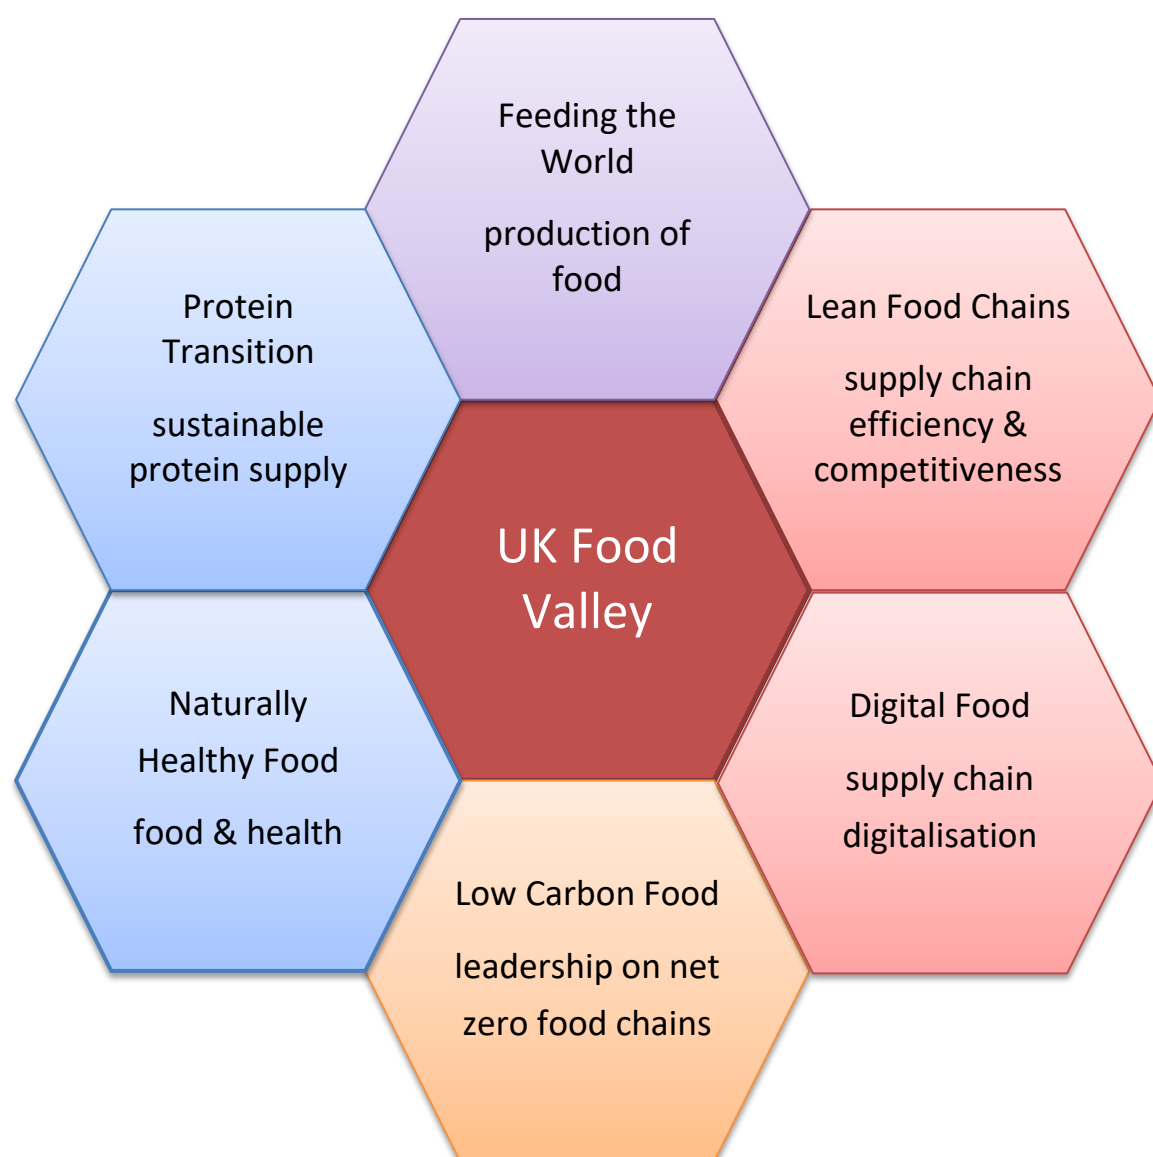 Feeding the
World
production of
food
Protein
Transition
sustainable
protein supply
Lean Food Chains
supply chain
efficiency &
competitiveness
UK Food
Valley
Naturally
Healthy Food
food & health
Digital Food
supply chain
digitalisation
Low Carbon Food
leadership on net
zero food chains